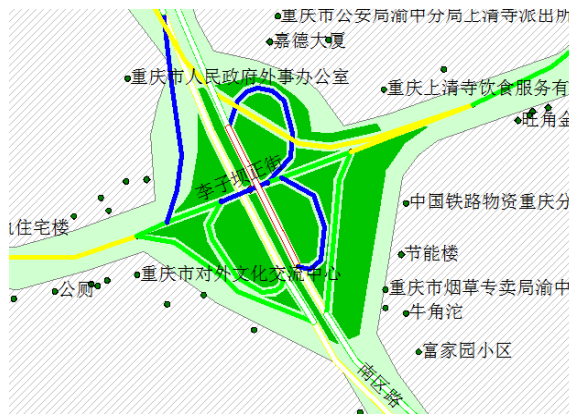 重庆市公安局渝中分局上清寺派出所
嘉德大厦
重庆市人民政府外事办公室
重庆上清寺饮食服务有
旺角金
李子坝正街
中国铁路物资重庆分
住宅楼
节能楼
重庆市对外文化交流中心
公厕
重庆市烟草专卖局渝中
牛角沱
富家园小区
南区路